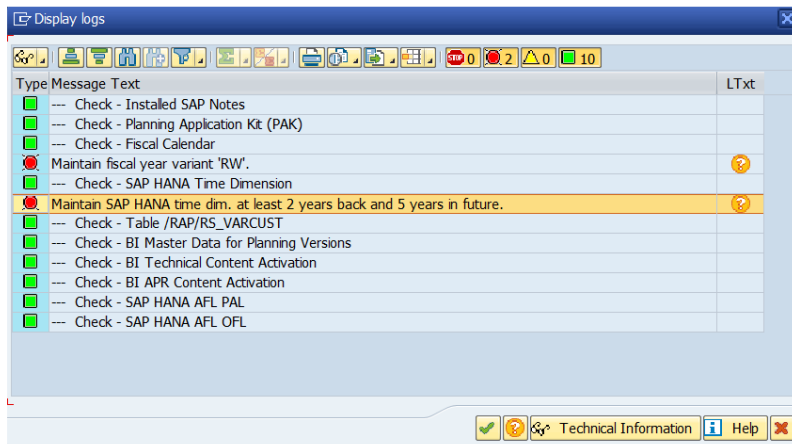 Display logs
STOP 0 2 0 10
Type Message Text LTxt
--- Check - Installed SAP Notes
--- Check - Planning Application Kit (PAK)
--- Check - Fiscal Calendar
Maintain fiscal year variant 'RW'.
--- Check - SAP HANA Time Dimension
Maintain SAP HANA time dim. at least 2 years back and 5 years in future.
--- Check - Table /RAP/RS_VARCUST
--- Check - BI Master Data for Planning Versions
--- Check - BI Technical Content Activation
--- Check - BI APR Content Activation
--- Check - SAP HANA AFL PAL
--- Check - SAP HANA AFL OFL
Technical Information Help